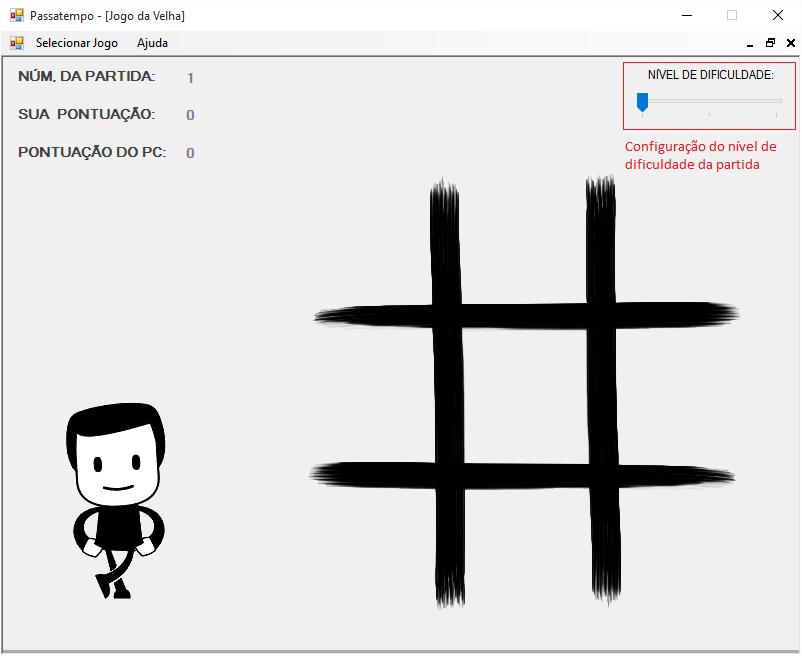 Passatempo - [Jogo da Velha]
Selecionar Jogo Ajuda
NÚM. DA PARTIDA: 1
NÍVEL DE DIFICULDADE:
SUA PONTUAÇÃO: 0
PONTUAÇÃO DO PC: 0
Configuração do nível de
dificuldade da partida